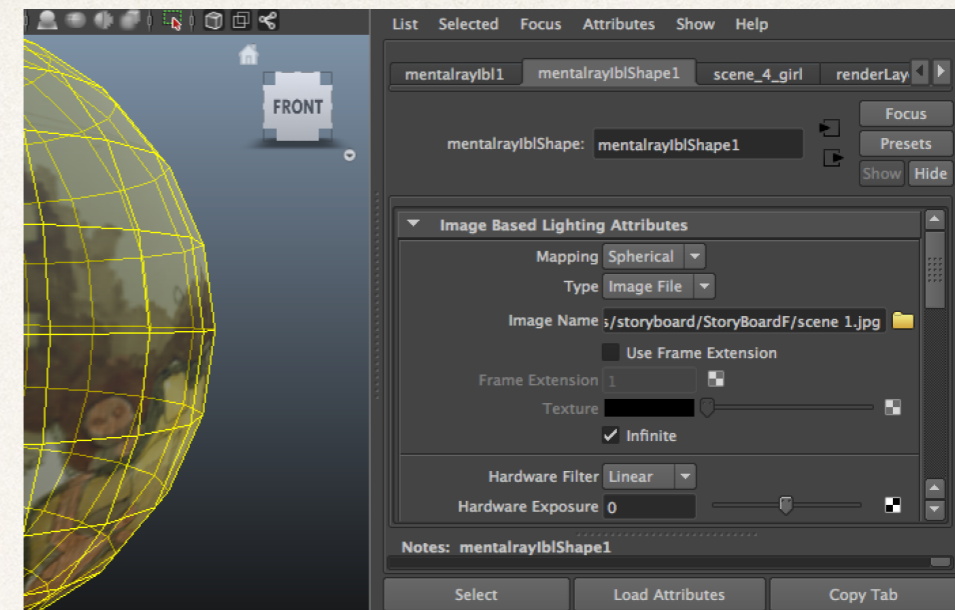 List Selected Focus Attributes Show Help
mentalrayIbl1 mentalrayIblShape1 scene_4_girl renderLay
FRONT
Focus
mentalrayIblShape: mentalrayIblShape1
Presets
Show Hide
Image Based Lighting Attributes
Mapping Spherical
Type Image File
Image Name s/storyboard/StoryBoardF/scene 1.jpg
Use Frame Extension
Frame Extension 1
Texture
Infinite
Hardware Filter Linear
Hardware Exposure 0
Notes: mentalrayIblShape1
Select Load Attributes Copy Tab